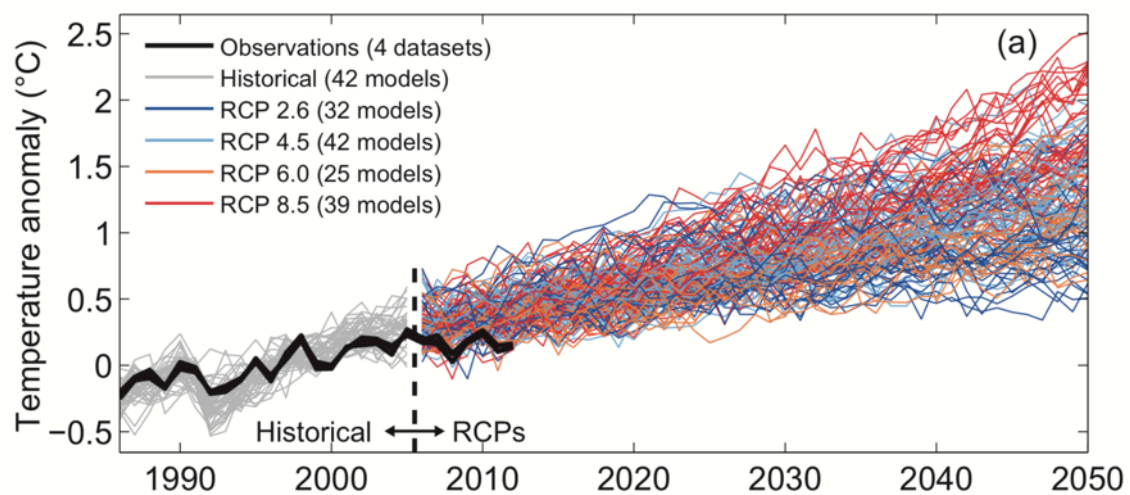 (a)
Temperature anomaly (°C)
2.5
2
1.5
1
0.5
0
−0.5
Observations (4 datasets)
Historical (42 models)
RCP 2.6 (32 models)
RCP 4.5 (42 models)
RCP 6.0 (25 models)
RCP 8.5 (39 models)
Historical RCPs
1990 2000 2010 2020 2030 2040 2050